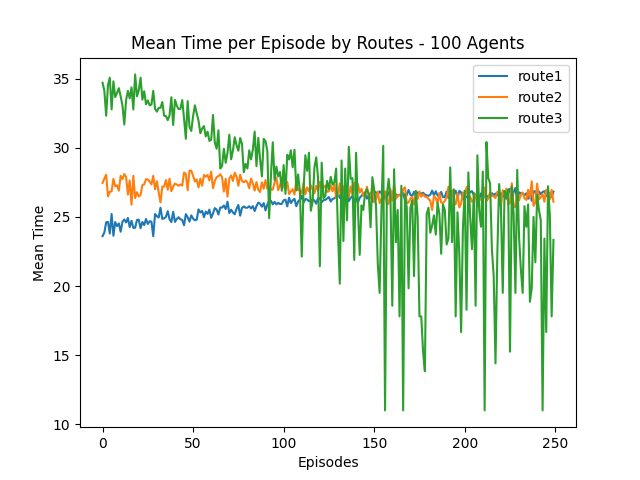 Mean Time per Episode by Routes - 100 Agents
route1
route2
route3
Mean Time
35
30
25
20
15
10
0
50
100
150
200
250
Episodes